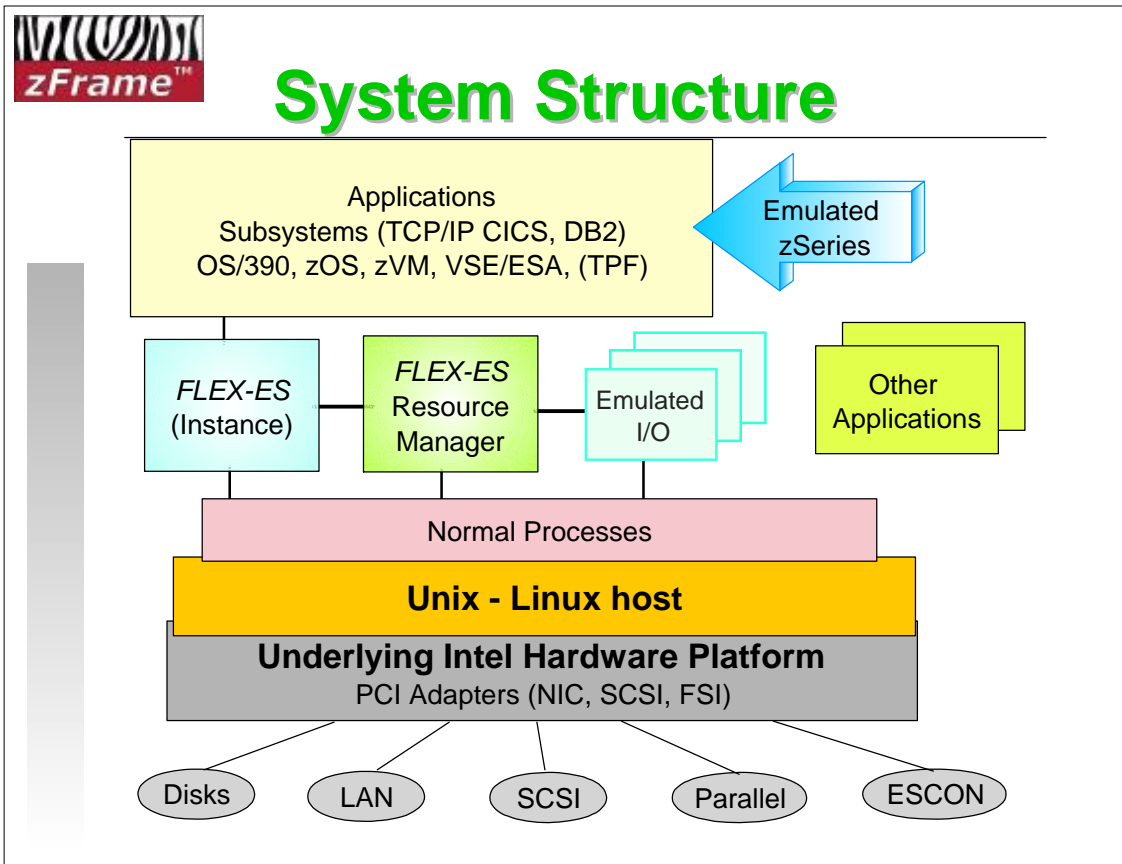 zFrame™
System Structure
Applications
Subsystems (TCP/IP CICS, DB2)
OS/390, zOS, zVM, VSE/ESA, (TPF)
Emulated
zSeries
FLEX-ES
(Instance)
FLEX-ES
Resource
Manager
Emulated
I/O
Other
Applications
Normal Processes
Unix - Linux host
Underlying Intel Hardware Platform
PCI Adapters (NIC, SCSI, FSI)
Disks
LAN
SCSI
Parallel
ESCON